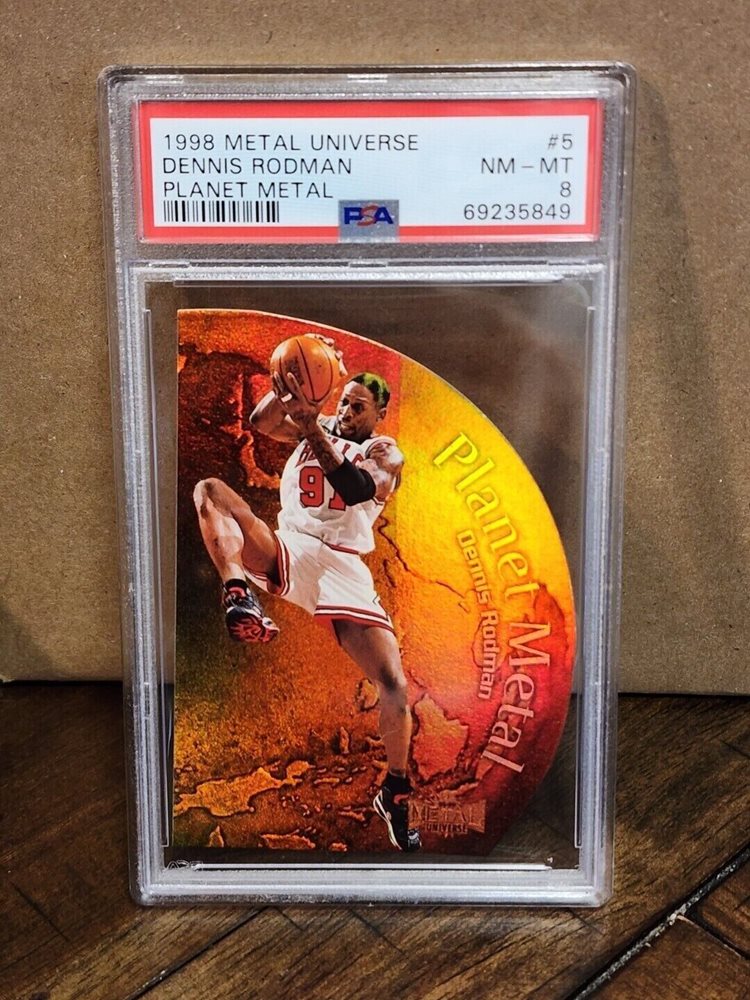 1998 METAL UNIVERSE #5
DENNIS RODMAN NM - MT
PLANET METAL 8
PSA 69235849
BULLS
91
Planet Metal
Dennis Rodman
METAL
UNIVERSE